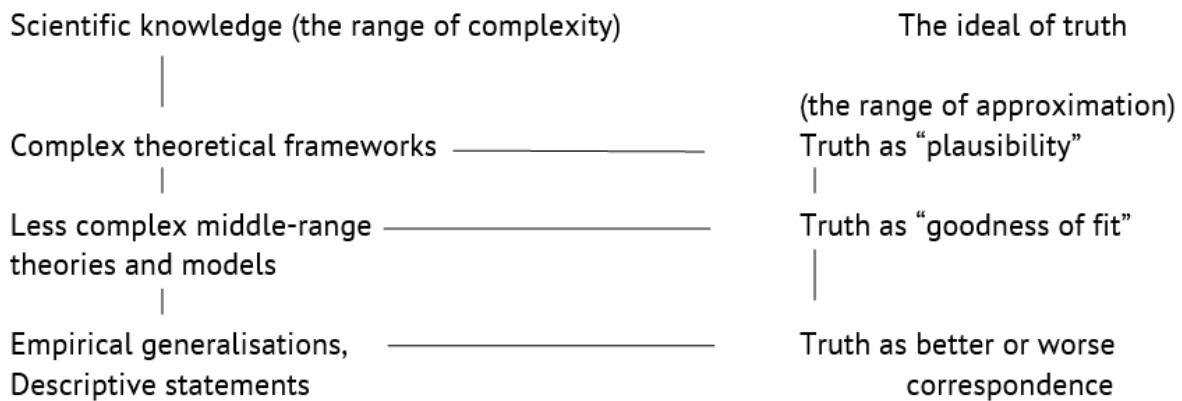 Scientific knowledge (the range of complexity)
The ideal of truth
(the range of approximation)
Complex theoretical frameworks
Truth as “plausibility”
Less complex middle-range
theories and models
Truth as “goodness of fit”
Empirical generalisations,
Descriptive statements
Truth as better or worse
correspondence